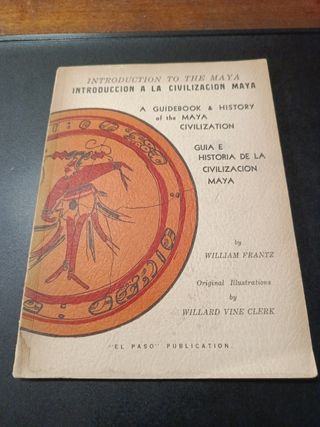 INTRODUCTION TO THE MAYA
INTRODUCCION A LA CIVILIZACION MAYA
A GUIDEBOOK & HISTORY
of the MAYA
CIVILIZATION
GUIA E
HISTORIA DE LA
CIVILIZACION
MAYA
by
WILLIAM FRANTZ
Original Illustrations
by
WILLARD VINE CLERK
"EL PASO" PUBLICATION.